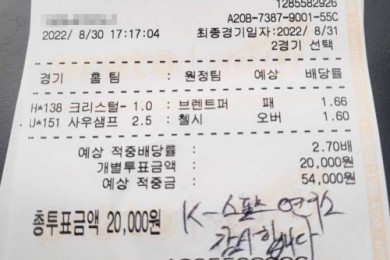 1285582926
A20B-7387-9001-55C
2022/ 8/30 17:17:04 최종경기일자: 2022/ 8/31
2경기 선택
경기 홈 팀 : 원정팀 예상 배당률
H*138 크리스털- 1.0 : 브렌트퍼 패 1.66
U*151 사우샘프 2.5 : 첼시 오버 1.60
예상 적중배당률 : 2.70배
개별투표금액 : 20,000원
예상 적중금 : 54,000원
총투표금액 20,000원
K-스포츠 연구소
감사합니다